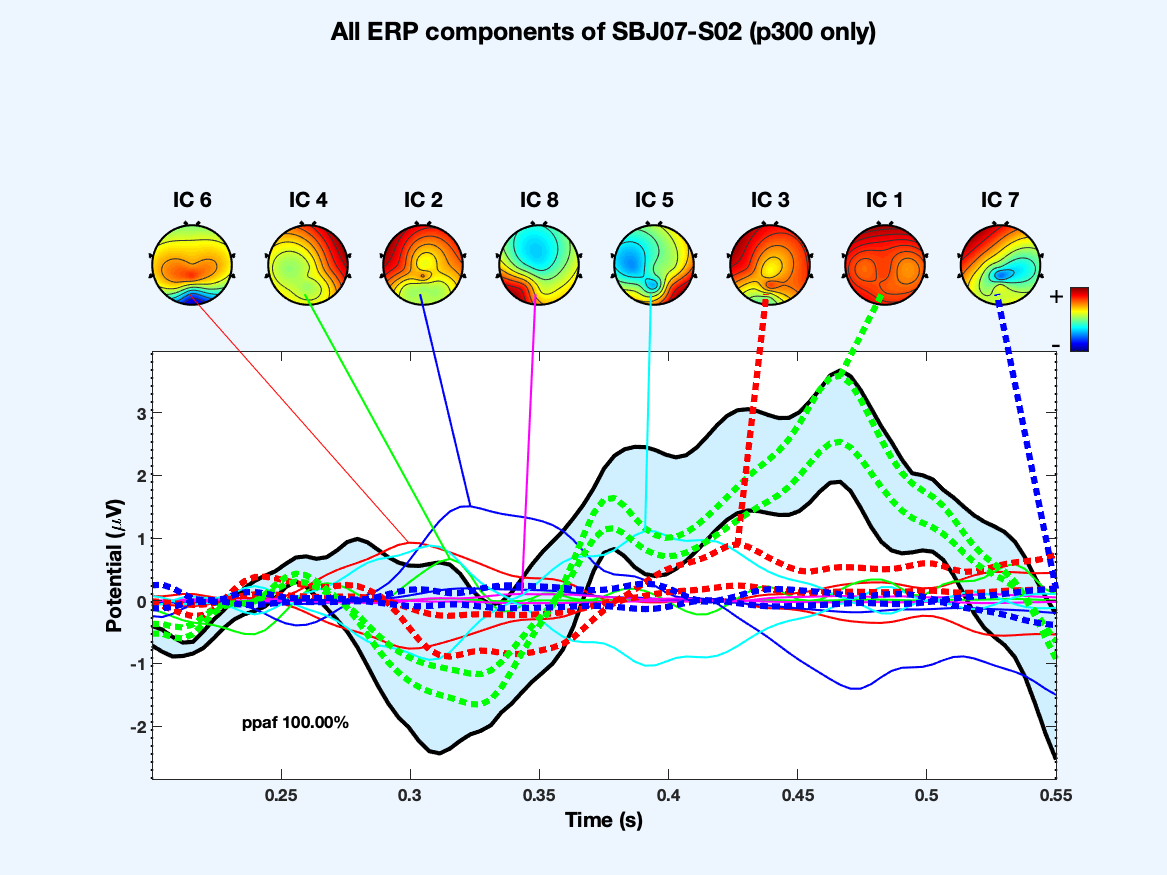 All ERP components of SBJ07-S02 (p300 only)
IC 6 IC 4 IC 2 IC 8 IC 5 IC 3 IC 1 IC 7
+
-
3
2
1
0
-1
-2
Potential (μV)
ppaf 100.00%
0.25 0.3 0.35 0.4 0.45 0.5 0.55
Time (s)